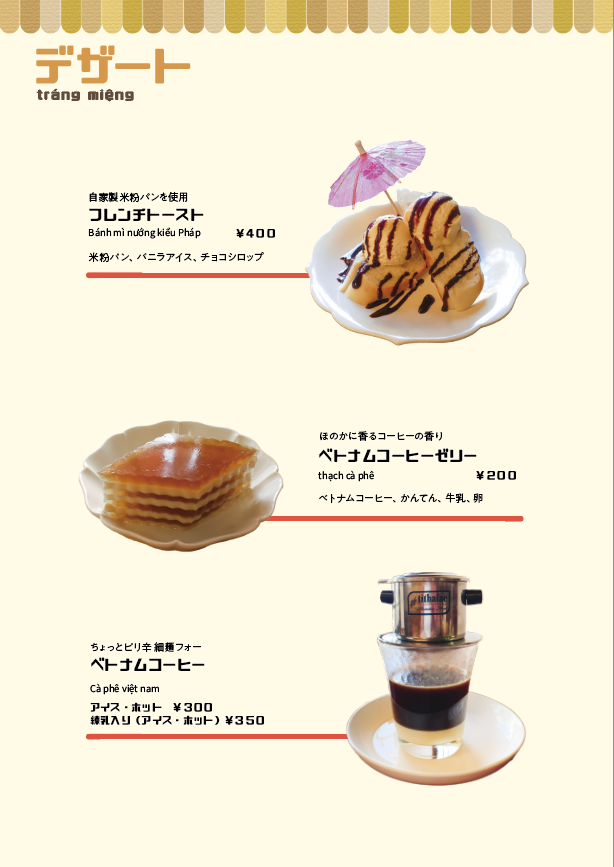 デザート
tráng miệng
自家製米粉パンを使用
フレンチトースト
Bánh mì nướng kiểu Pháp ¥400
米粉パン、バニラアイス、チョコシロップ
ほのかに香るコーヒーの香り
ベトナムコーヒーゼリー
thạch cà phê ¥200
ベトナムコーヒー、かんてん、牛乳、卵
ちょっとピリ辛 細麺フォー
ベトナムコーヒー
Cà phê việt nam
アイス・ホット ¥300
練乳入り（アイス・ホット）¥350